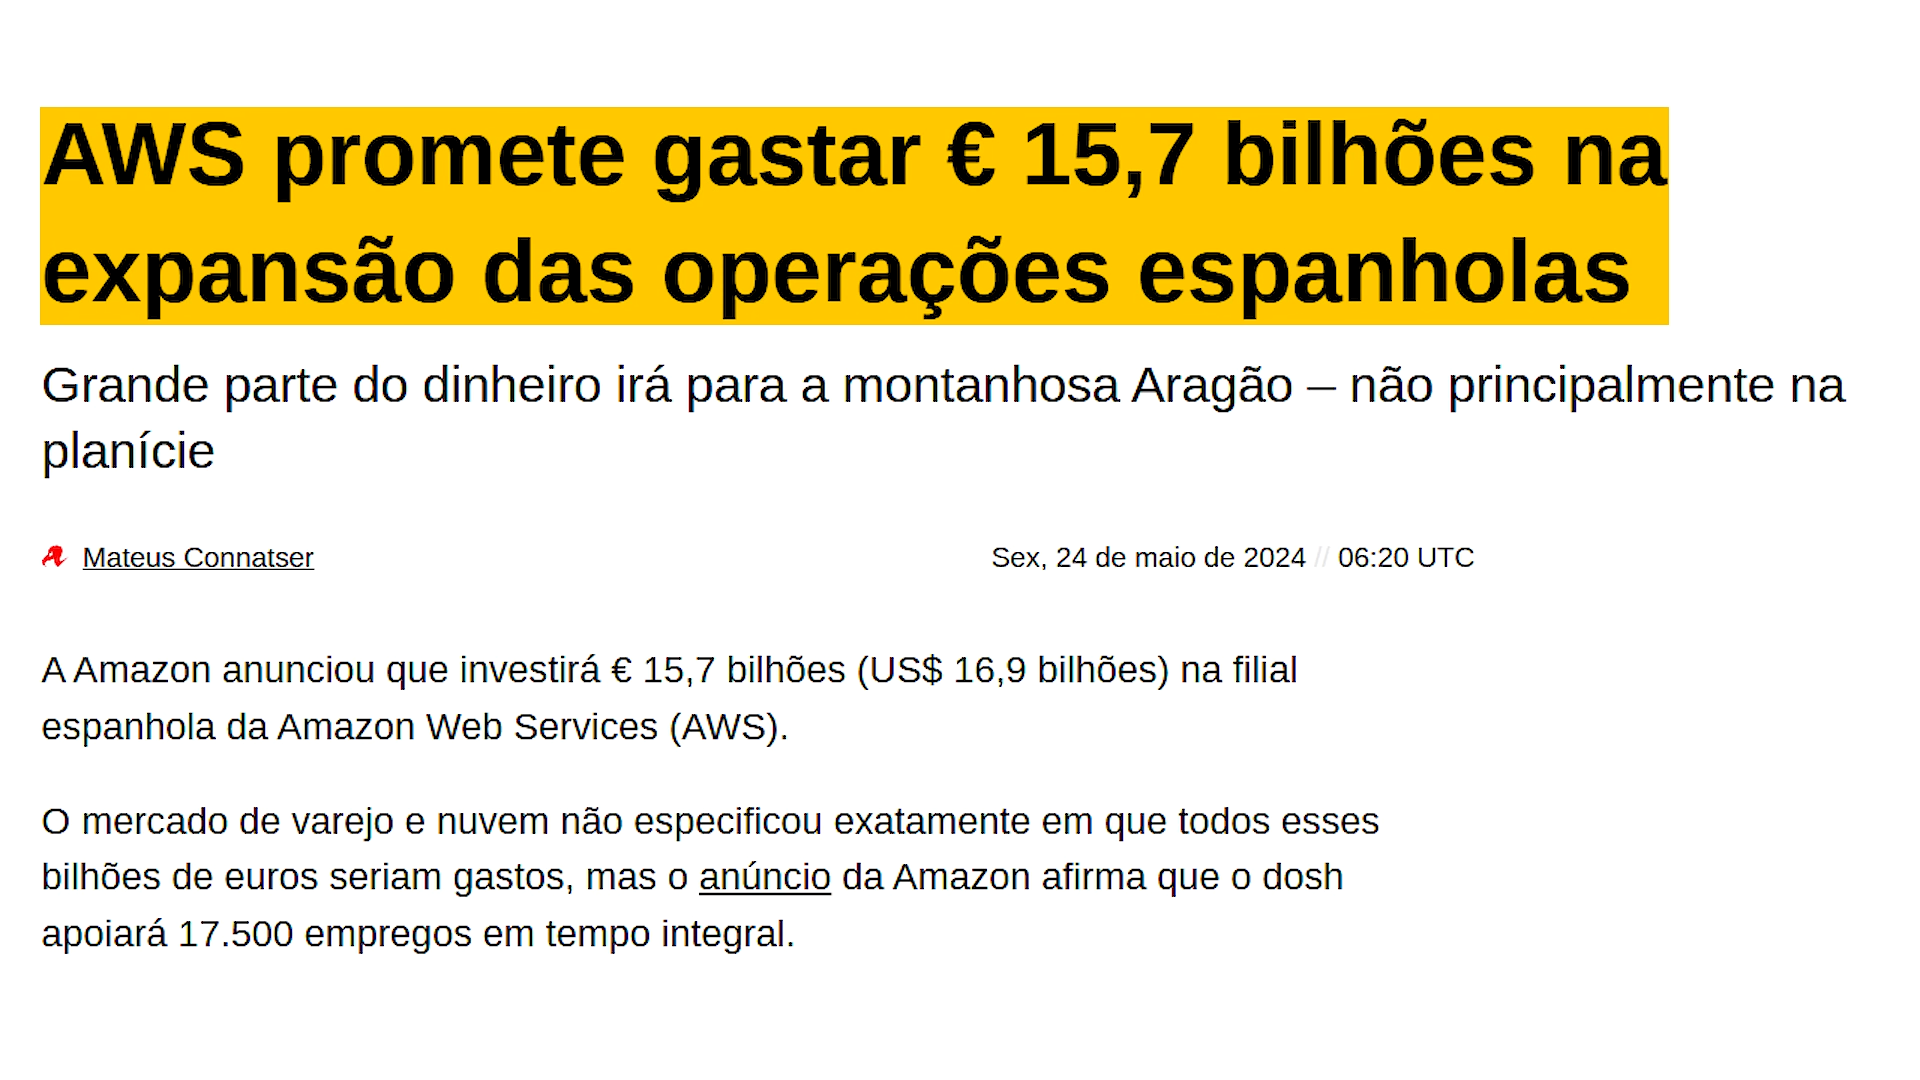 AWS promete gastar € 15,7 bilhões na
expansão das operações espanholas
Grande parte do dinheiro irá para a montanhosa Aragão – não principalmente na
planície
Mateus Connatser
Sex, 24 de maio de 2024 // 06:20 UTC
A Amazon anunciou que investirá € 15,7 bilhões (US$ 16,9 bilhões) na filial
espanhola da Amazon Web Services (AWS).
O mercado de varejo e nuvem não especificou exatamente em que todos esses
bilhões de euros seriam gastos, mas o anúncio da Amazon afirma que o dosh
apoiará 17.500 empregos em tempo integral.